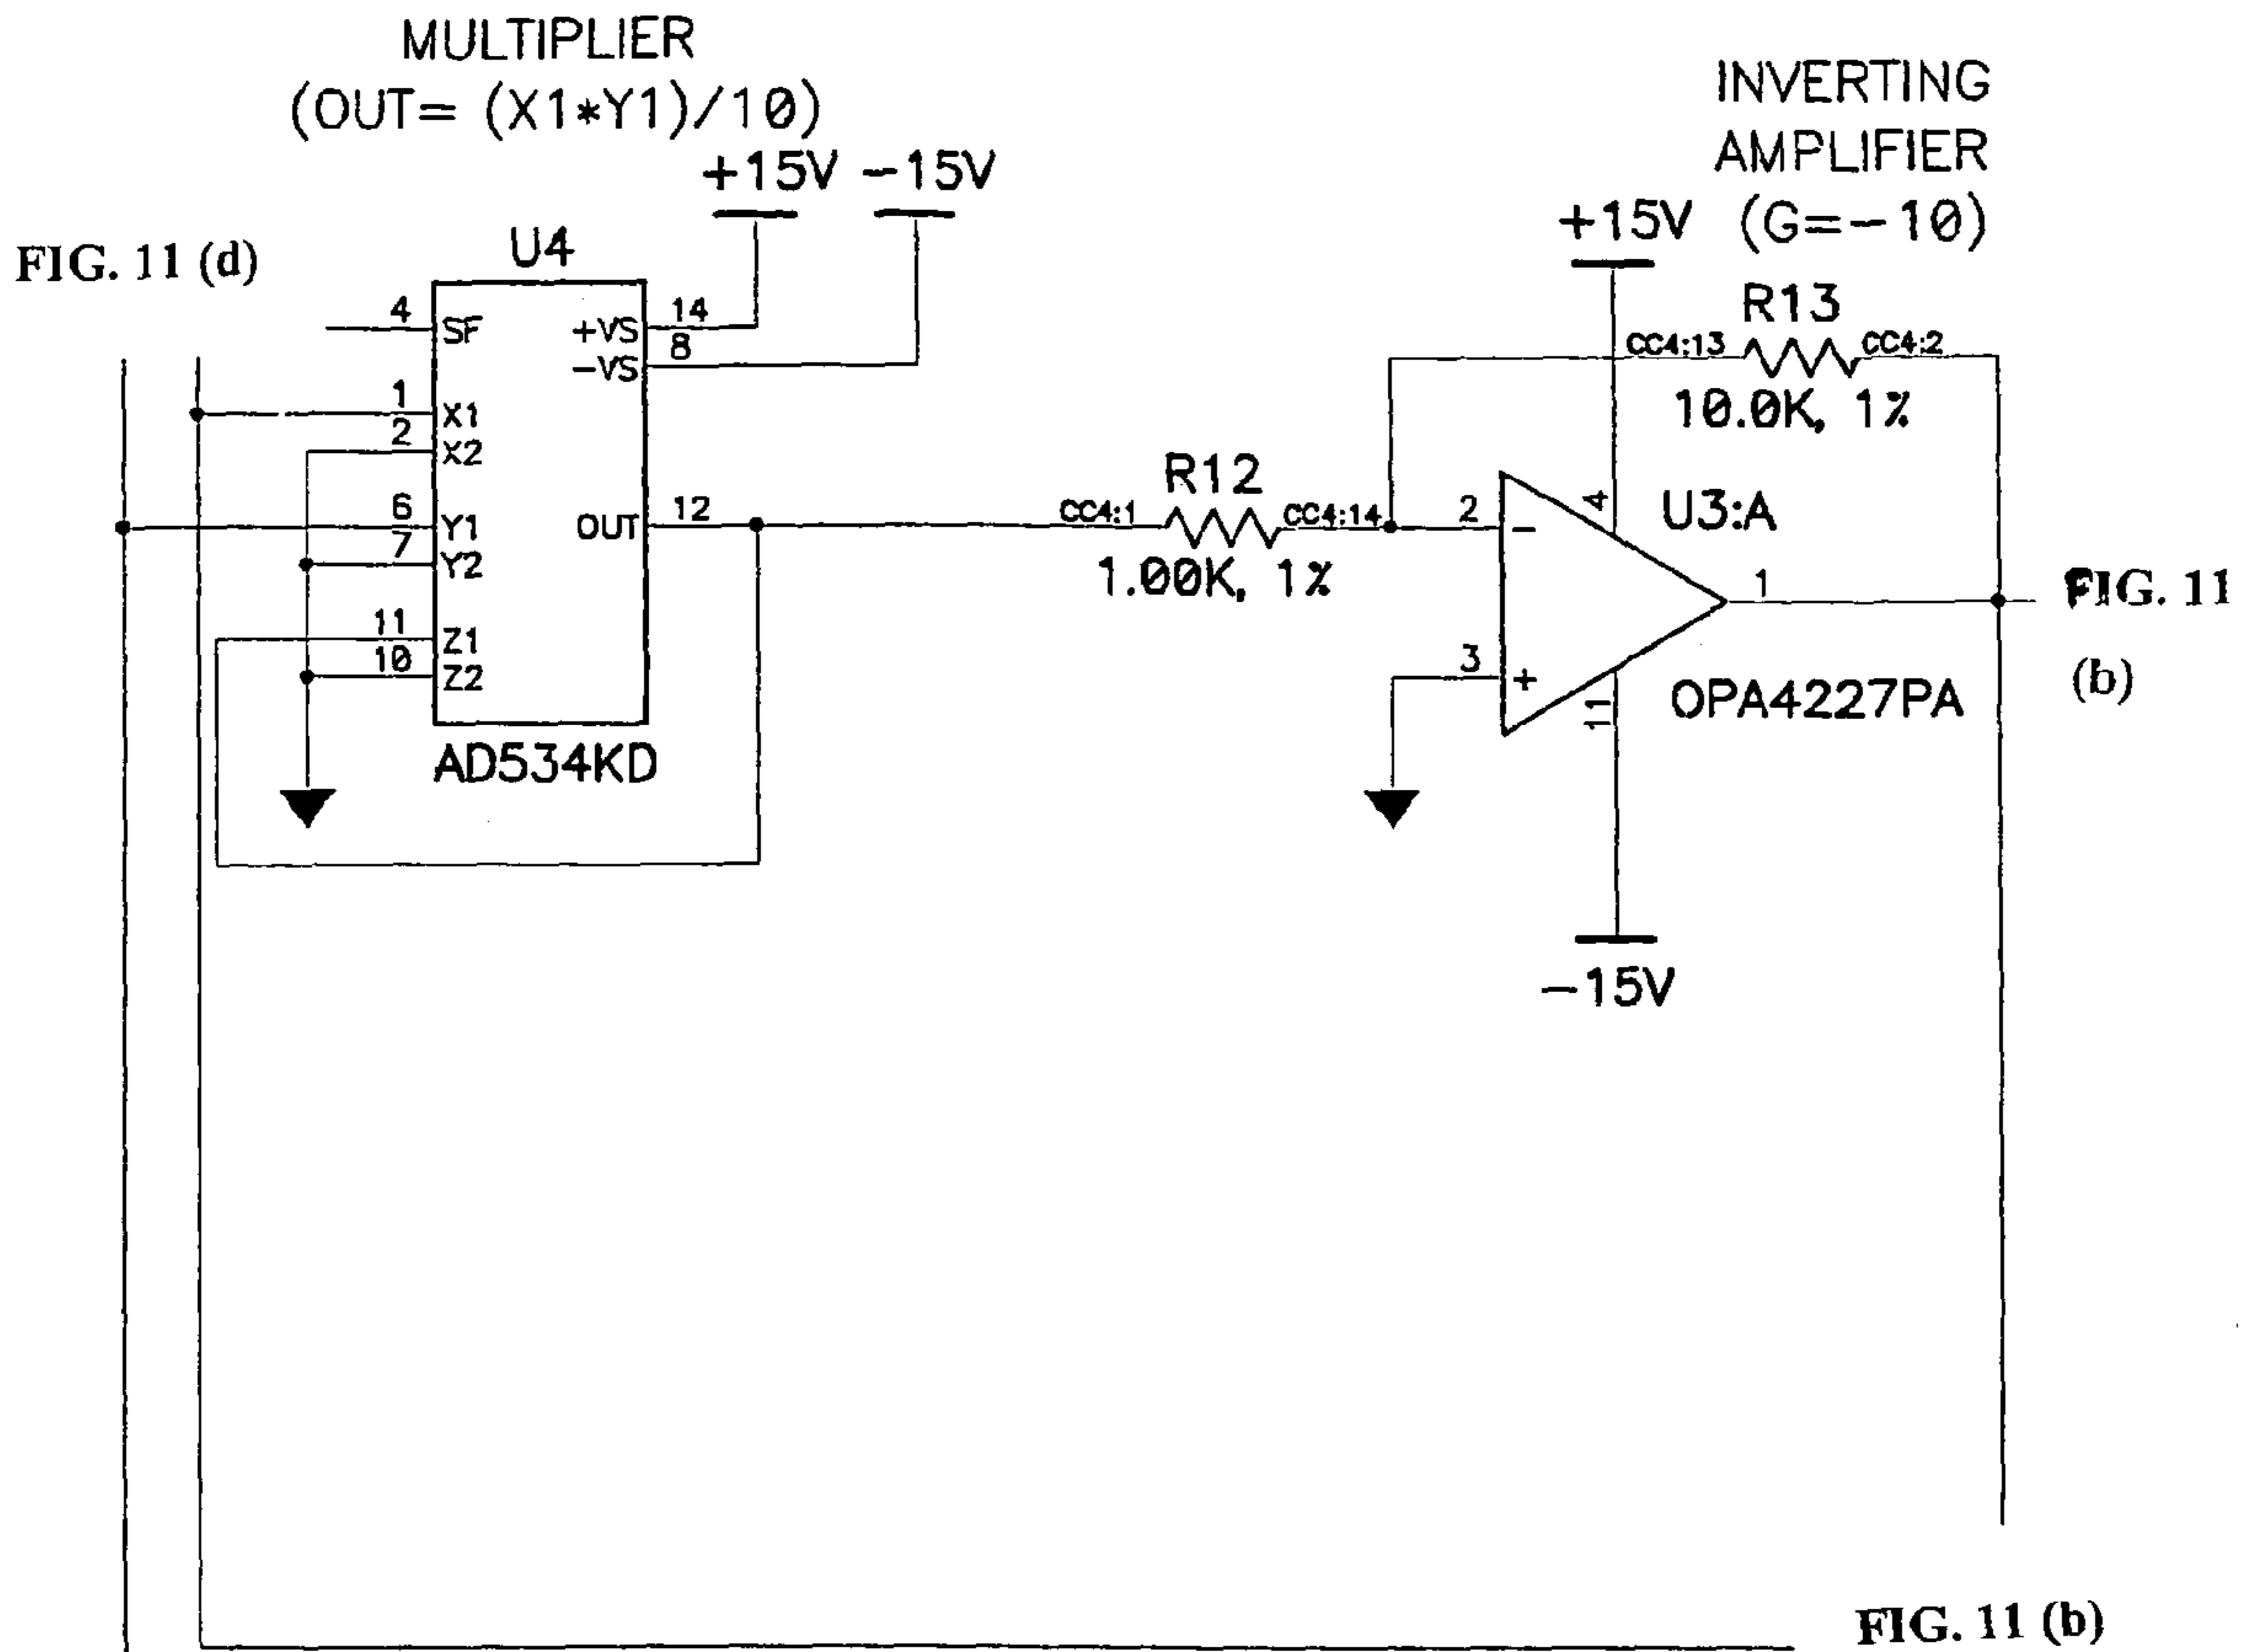 MULTIPLIER
(OUT= (X1*Y1)/10)
+15V -15V
INVERTING
AMPLIFIER
(G=-10)
+15V
FIG. 11 (d)
U4
4 SF
14 +VS
8 -VS
1 X1
2 X2
6 Y1
7 Y2
11 Z1
10 Z2
OUT 12
AD534KD
R13
CC4:13 CC4:2
10.0K, 1%
R12
CC4:1 CC4:14
1.00K, 1%
2 -
3 +
4
U3:A
1
11
OPA4227PA
-15V
FIG. 11
(b)
FIG. 11 (b)